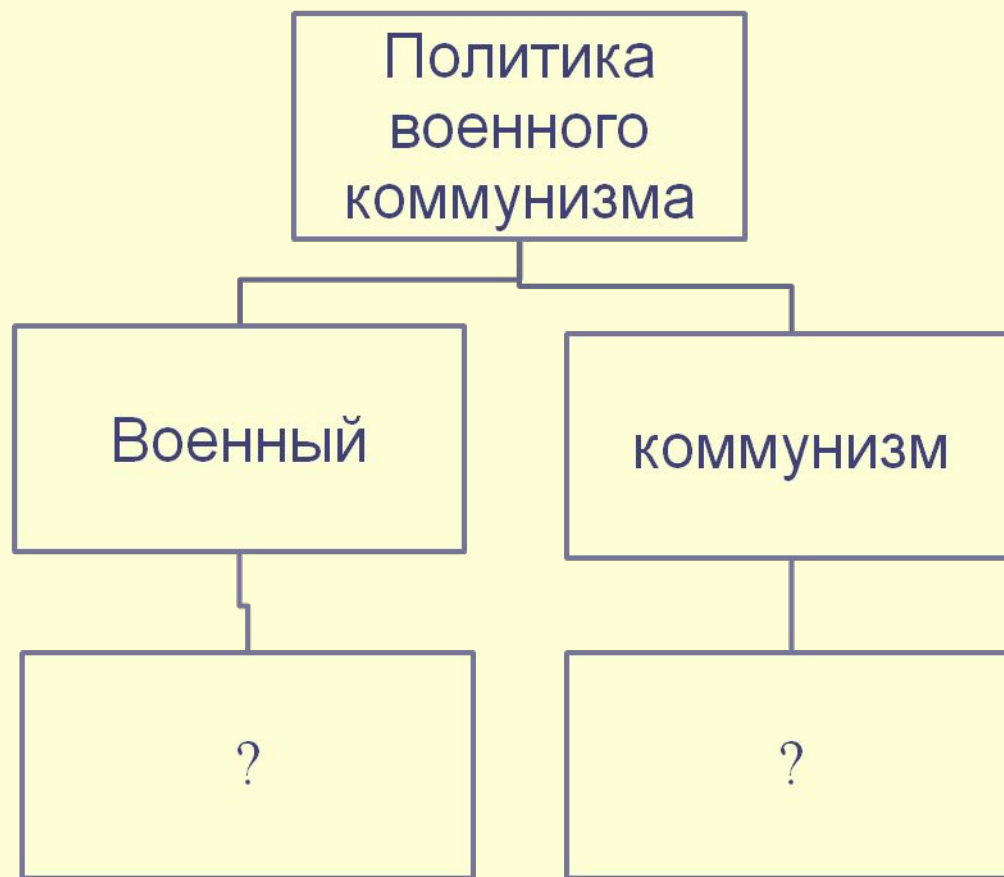 Политика
военного
коммунизма
Военный
коммунизм
?
?